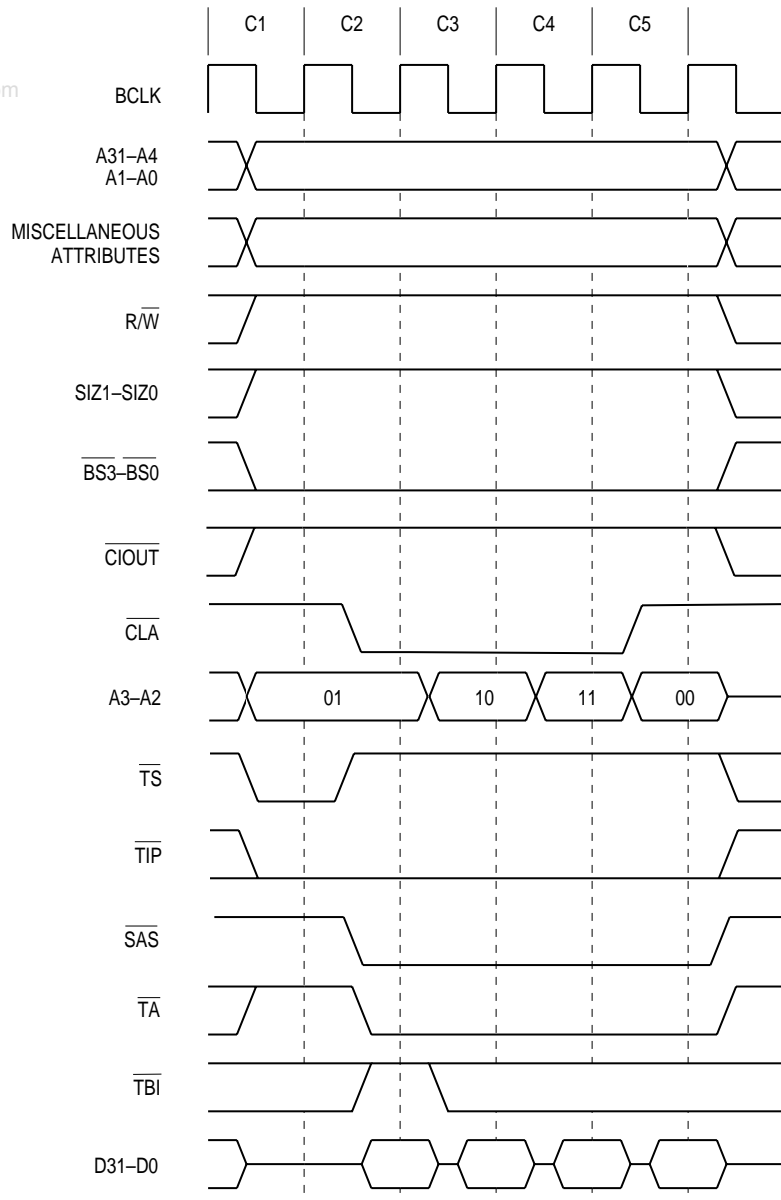 C1 C2 C3 C4 C5
om
BCLK
A31–A4
A1–A0
MISCELLANEOUS
ATTRIBUTES
R/W
SIZ1–SIZ0
BS3–BS0
CIOUT
CLA
A3–A2 01 10 11 00
TS
TIP
SAS
TA
TBI
D31–D0